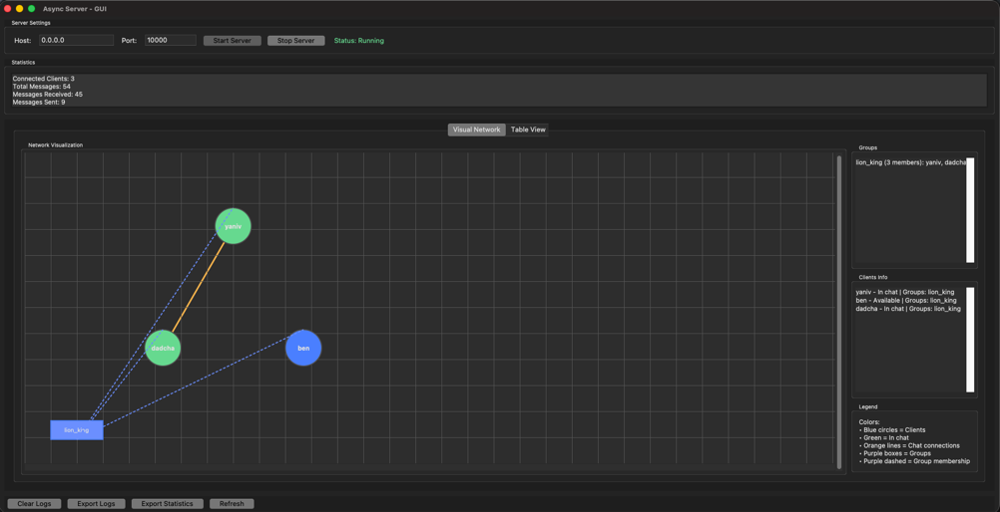 Async Server - GUI
Server Settings
Host: 0.0.0.0 Port: 10000 Start Server Stop Server Status: Running
Statistics
Connected Clients: 3
Total Messages: 54
Messages Received: 45
Messages Sent: 9
Visual Network Table View
Network Visualization
yaniv
dadcha
ben
lion_king
Groups
lion_king (3 members): yaniv, dadcha
Clients Info
yaniv - In chat | Groups: lion_king
ben - Available | Groups: lion_king
dadcha - In chat | Groups: lion_king
Legend
Colors:
• Blue circles = Clients
• Green = In chat
• Orange lines = Chat connections
• Purple boxes = Groups
• Purple dashed = Group membership
Clear Logs Export Logs Export Statistics Refresh